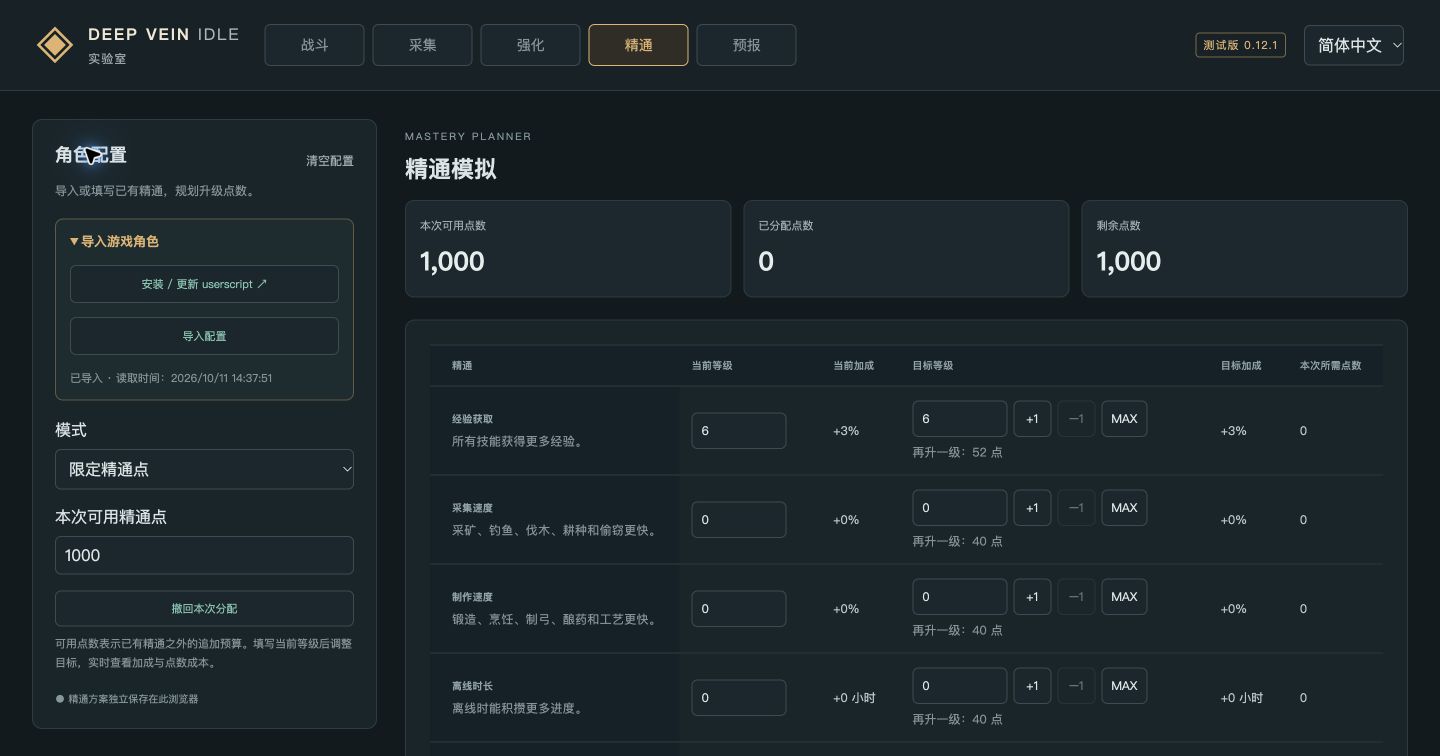 DEEP VEIN IDLE
实验室
战斗
采集
强化
精通
预报
测试版 0.12.1
简体中文
角色配置
清空配置
导入或填写已有精通，规划升级点数。
▼导入游戏角色
安装 / 更新 userscript ↗
导入配置
已导入 · 读取时间：2026/10/11 14:37:51
模式
限定精通点
本次可用精通点
1000
撤回本次分配
可用点数表示已有精通之外的追加预算。填写当前等级后调整
目标，实时查看加成与点数成本。
精通方案独立保存在此浏览器
MASTERY PLANNER
精通模拟
本次可用点数
1,000
已分配点数
0
剩余点数
1,000
精通 当前等级 当前加成 目标等级 目标加成 本次所需点数
经验获取
所有技能获得更多经验。
6 +3% 6 +1 −1 MAX +3% 0
再升一级：52 点
采集速度
采矿、钓鱼、伐木、耕种和偷窃更快。
0 +0% 0 +1 −1 MAX +0% 0
再升一级：40 点
制作速度
锻造、烹饪、制弓、酿药和工艺更快。
0 +0% 0 +1 −1 MAX +0% 0
再升一级：40 点
离线时长
离线时能积攒更多进度。
0 +0 小时 0 +1 −1 MAX +0 小时 0
再升一级：40 点